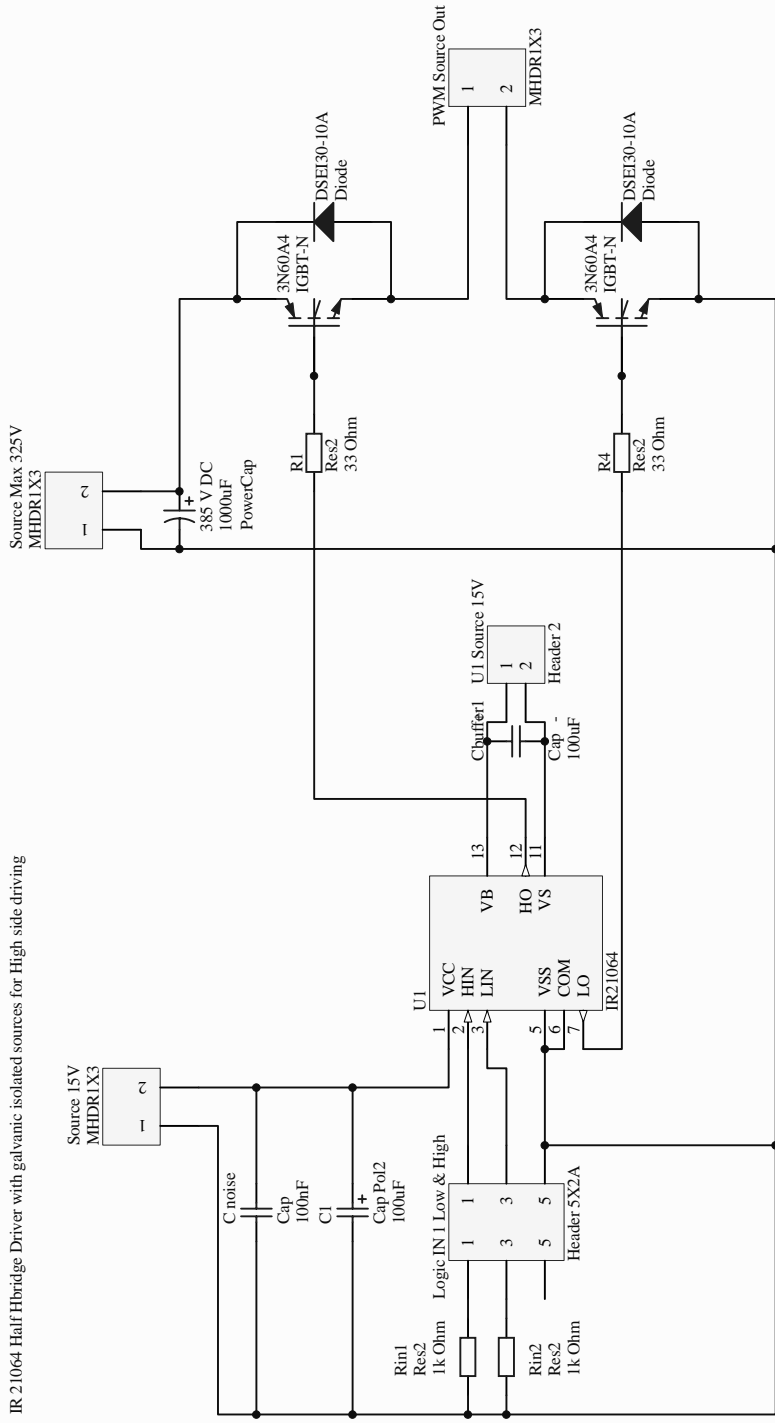 IR 21064 Half Hbridge Driver with galvanic isolated sources for High side driving
Source 15V
MHDR1X3
1
2
C noise
Cap
100nF
C1
+
Cap Pol2
100uF
Rin1
Res2
1k Ohm
Rin2
Res2
1k Ohm
Logic IN 1 Low & High
1
1
3
3
5
5
Header 5X2A
U1
1
2
3
5
6
7
VCC
HIN
LIN
VSS
COM
LO
VB
HO
VS
13
12
11
IR21064
Cbuffer1
Cap -
100uF
U1 Source 15V
1
2
Header 2
Source Max 325V
MHDR1X3
1
2
+
385 V DC
1000uF
PowerCap
R1
Res2
33 Ohm
R4
Res2
33 Ohm
3N60A4
IGBT-N
DSEI30-10A
Diode
3N60A4
IGBT-N
DSEI30-10A
Diode
PWM Source Out
1
2
MHDR1X3